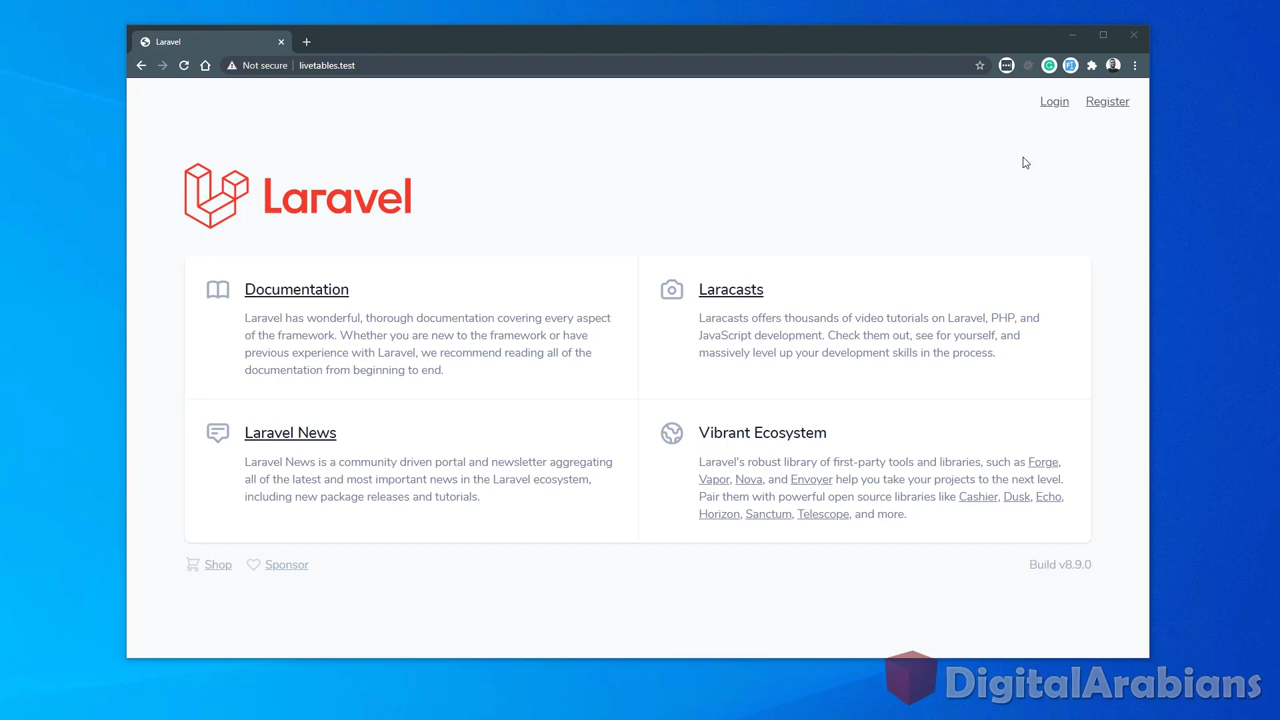 Laravel
Not secure livetables.test
Login Register
Laravel
Documentation
Laravel has wonderful, thorough documentation covering every aspect
of the framework. Whether you are new to the framework or have
previous experience with Laravel, we recommend reading all of the
documentation from beginning to end.
Laracasts
Laracasts offers thousands of video tutorials on Laravel, PHP, and
JavaScript development. Check them out, see for yourself, and
massively level up your development skills in the process.
Laravel News
Laravel News is a community driven portal and newsletter aggregating
all of the latest and most important news in the Laravel ecosystem,
including new package releases and tutorials.
Vibrant Ecosystem
Laravel's robust library of first-party tools and libraries, such as Forge,
Vapor, Nova, and Envoyer help you take your projects to the next level.
Pair them with powerful open source libraries like Cashier, Dusk, Echo,
Horizon, Sanctum, Telescope, and more.
Shop Sponsor
Build v8.9.0
DigitalArabians